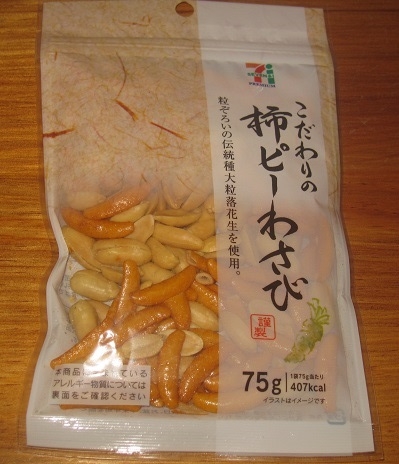 SEVEN & i
PREMIUM
こだわりの
柿ピーわさび
粒ぞろいの伝統種大粒落花生を使用。
謹製
75g
1袋75g当たり
407kcal
イラストはイメージです
本商品に含まれている
アレルギー物質については
裏面をご確認ください